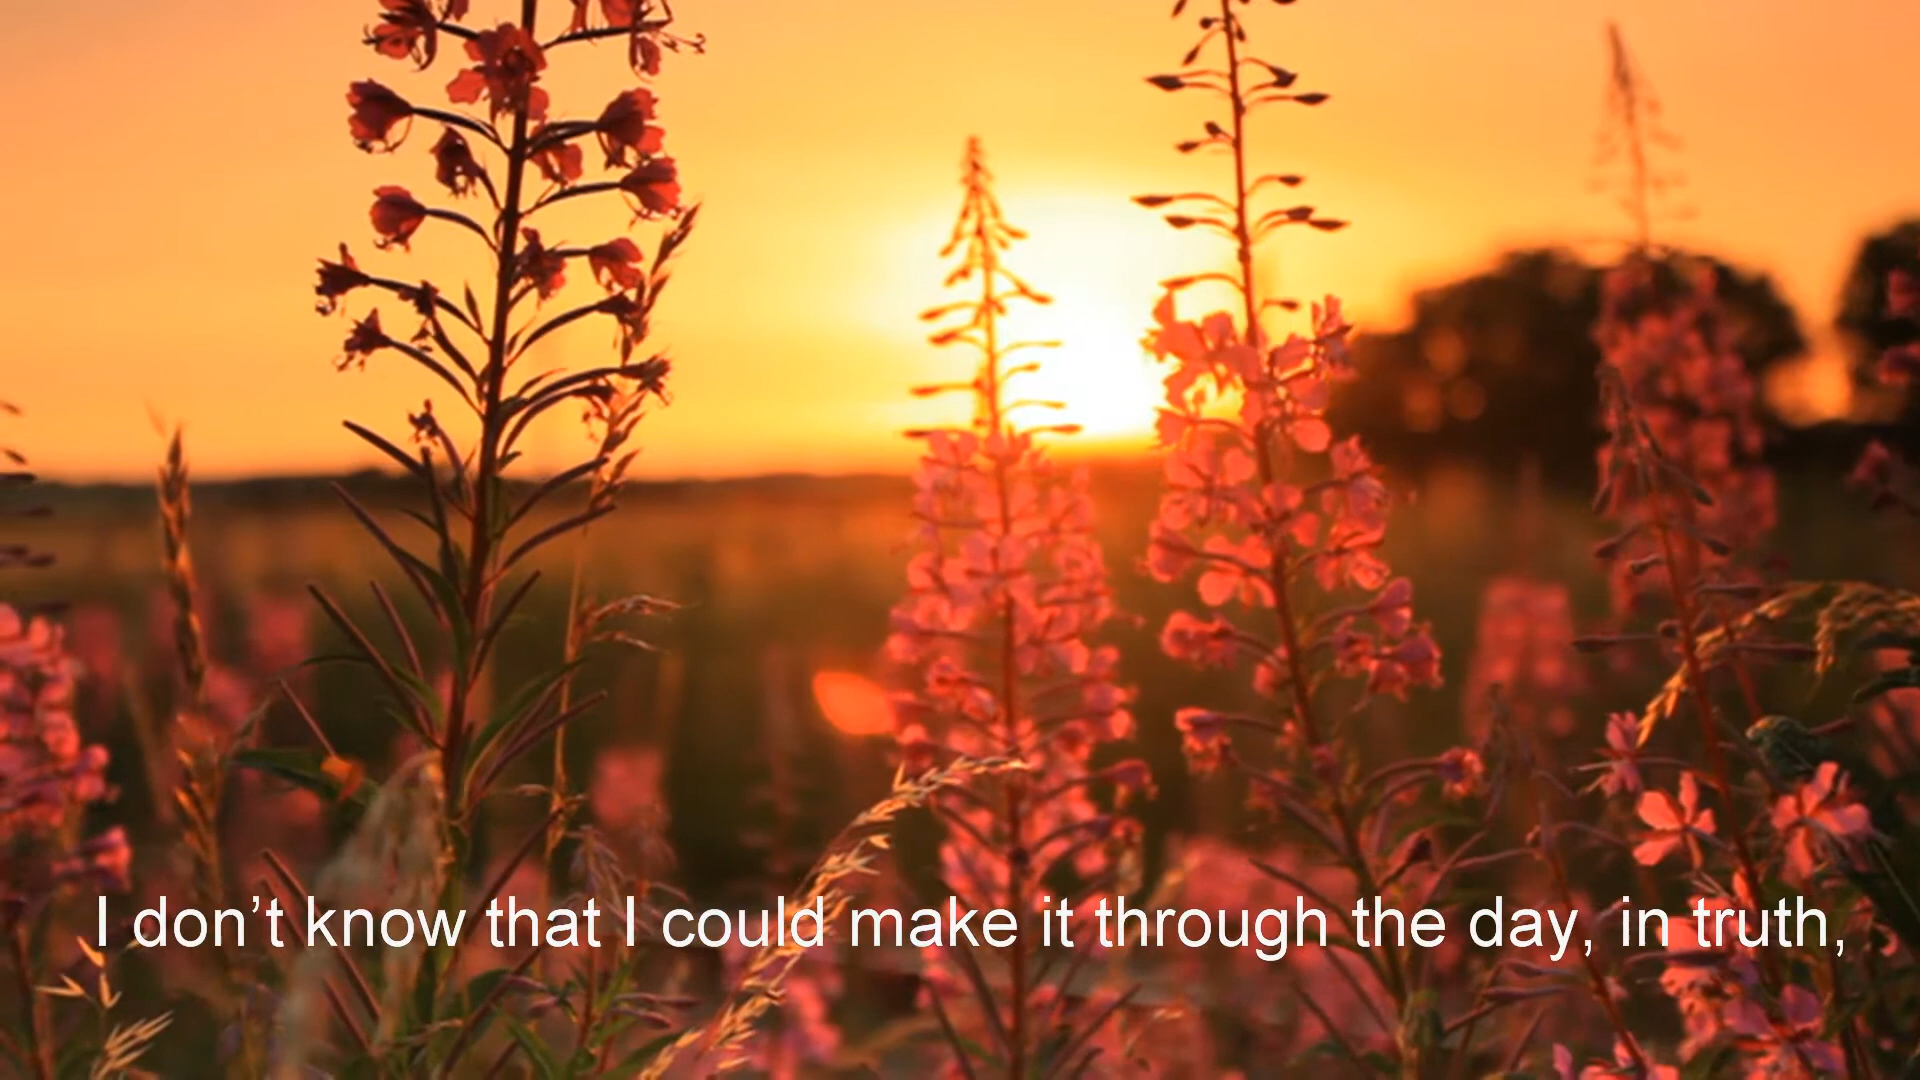 I don’t know that I could make it through the day, in truth,